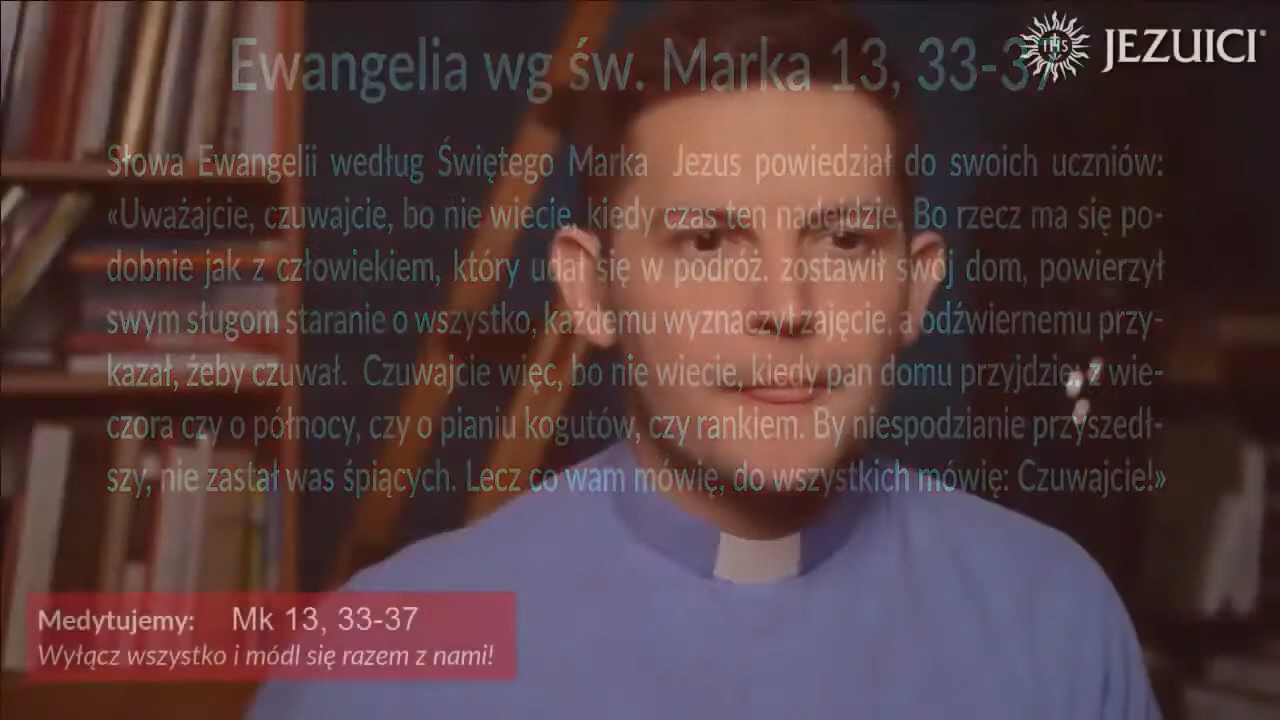 Ewangelia wg św. Marka 13, 33-37
IHS
JEZUICI
Słowa Ewangelii według Świętego Marka Jezus powiedział do swoich uczniów:
«Uważajcie, czuwajcie, bo nie wiecie, kiedy czas ten nadejdzie. Bo rzecz ma się po-
dobnie jak z człowiekiem, który udał się w podróż. zostawił swój dom, powierzył
swym sługom staranie o wszystko, każdemu wyznaczył zajęcie. a odźwiernemu przy-
kazał, żeby czuwał. Czuwajcie więc, bo nie wiecie, kiedy pan domu przyjdzie, z wie-
czora czy o północy, czy o pianiu kogutów, czy rankiem. By niespodzianie przyszedł-
szy, nie zastał was śpiących. Lecz co wam mówię, do wszystkich mówię: Czuwajcie!»
Medytujemy: Mk 13, 33-37
Wyłącz wszystko i módl się razem z nami!